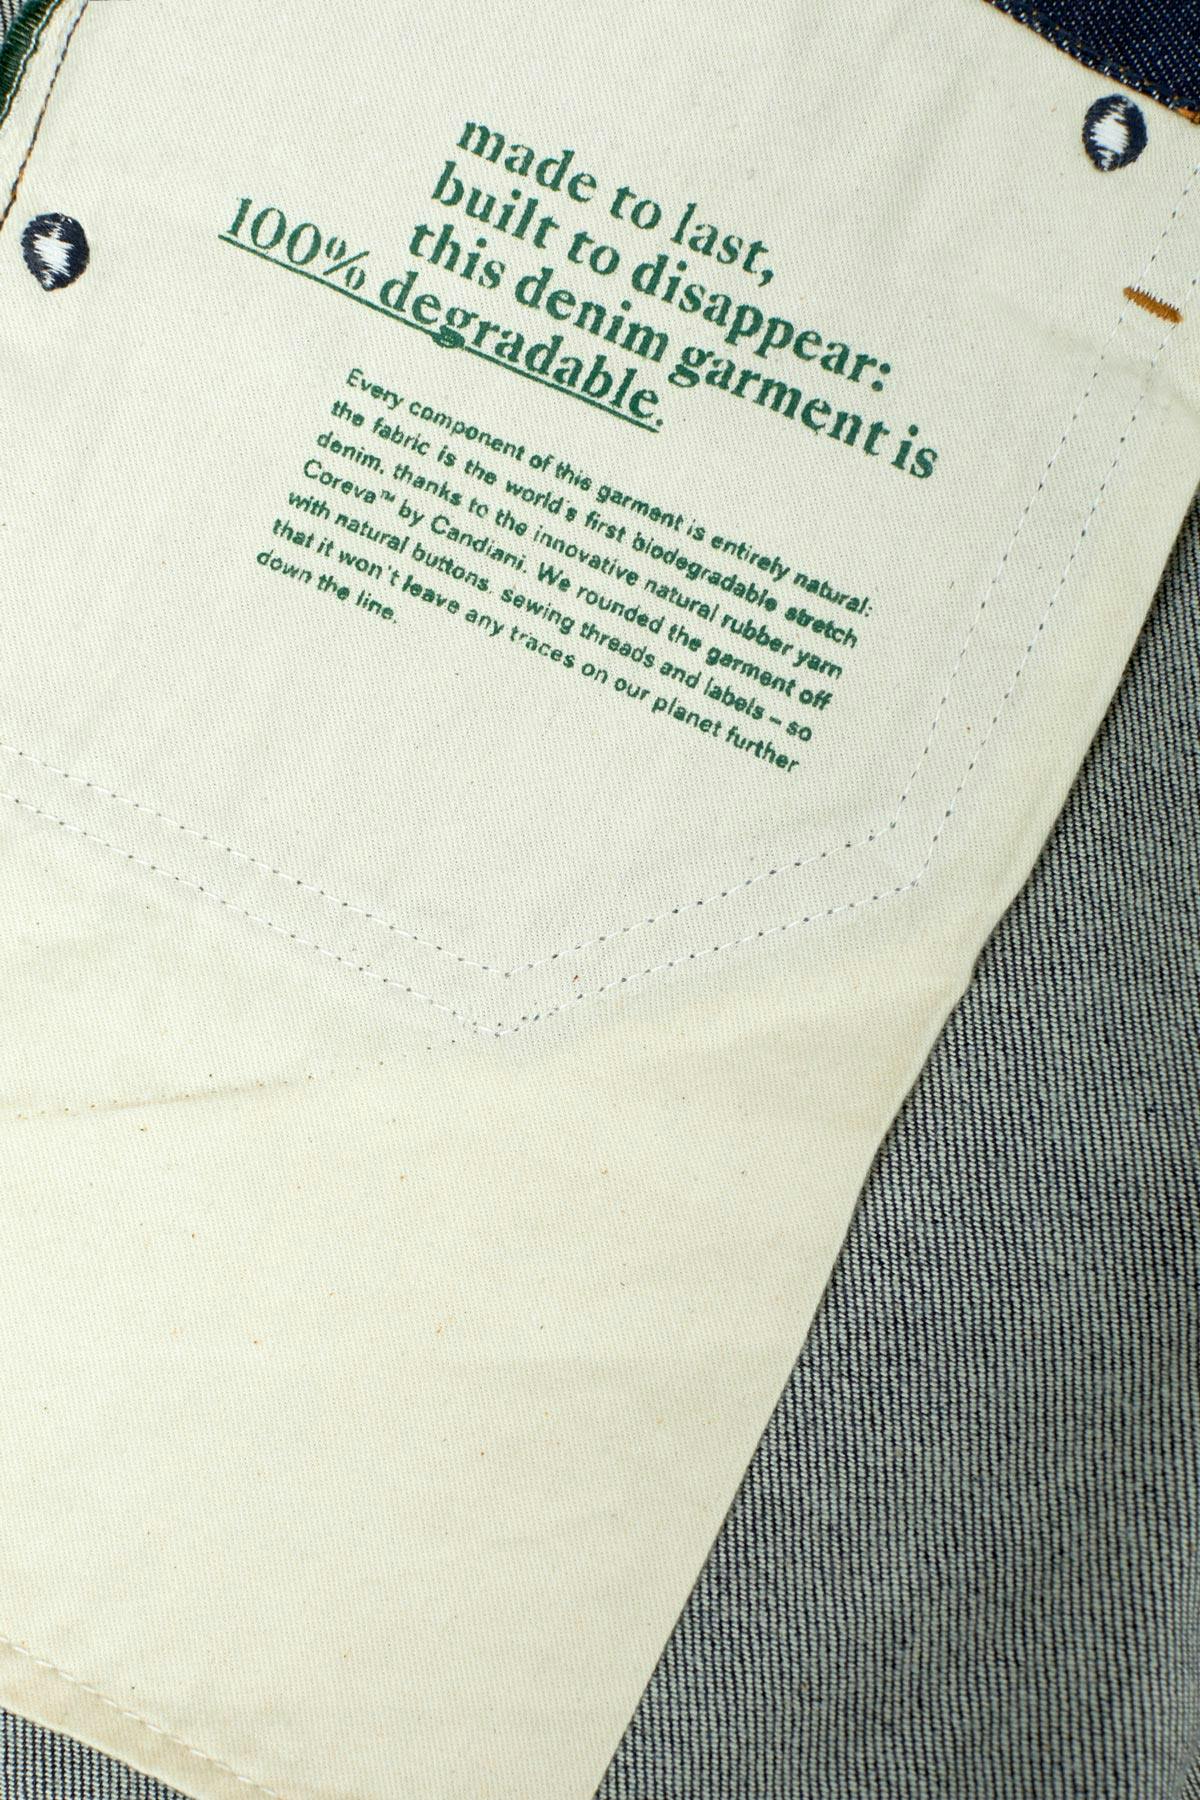 made to last,
built to disappear:
this denim garment is
100% degradable.
Every component of this garment is entirely natural:
the fabric is the world's first biodegradable stretch
denim, thanks to the innovative natural rubber yarn
Coreva™ by Candiani. We rounded the garment off
with natural buttons, sewing threads and labels – so
that it won't leave any traces on our planet further
down the line.